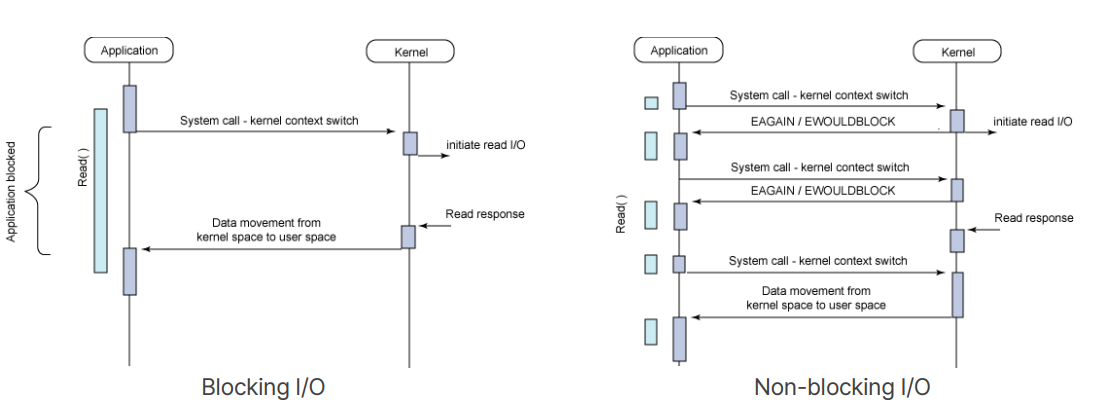 Application
Kernel
System call - kernel context switch
initiate read I/O
Application blocked
Read( )
Read response
Data movement from
kernel space to user space
Blocking I/O
Application
Kernel
System call - kernel context switch
EAGAIN / EWOULDBLOCK
initiate read I/O
System call - kernel contect switch
EAGAIN / EWOULDBLOCK
Read( )
Read response
System call - kernel context switch
Data movement from
kernel space to user space
Non-blocking I/O